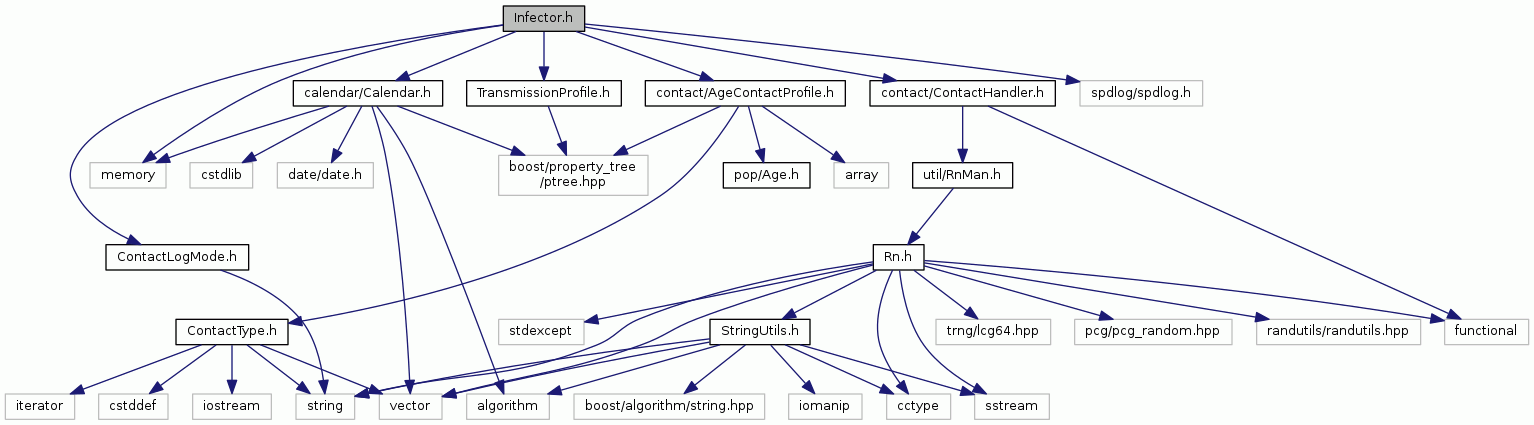 Infector.h
calendar/Calendar.h
TransmissionProfile.h
contact/AgeContactProfile.h
contact/ContactHandler.h
spdlog/spdlog.h
memory
cstdlib
date/date.h
boost/property_tree
/ptree.hpp
pop/Age.h
array
util/RnMan.h
ContactLogMode.h
Rn.h
ContactType.h
stdexcept
StringUtils.h
trng/lcg64.hpp
pcg/pcg_random.hpp
randutils/randutils.hpp
functional
iterator
cstddef
iostream
string
vector
algorithm
boost/algorithm/string.hpp
iomanip
cctype
sstream